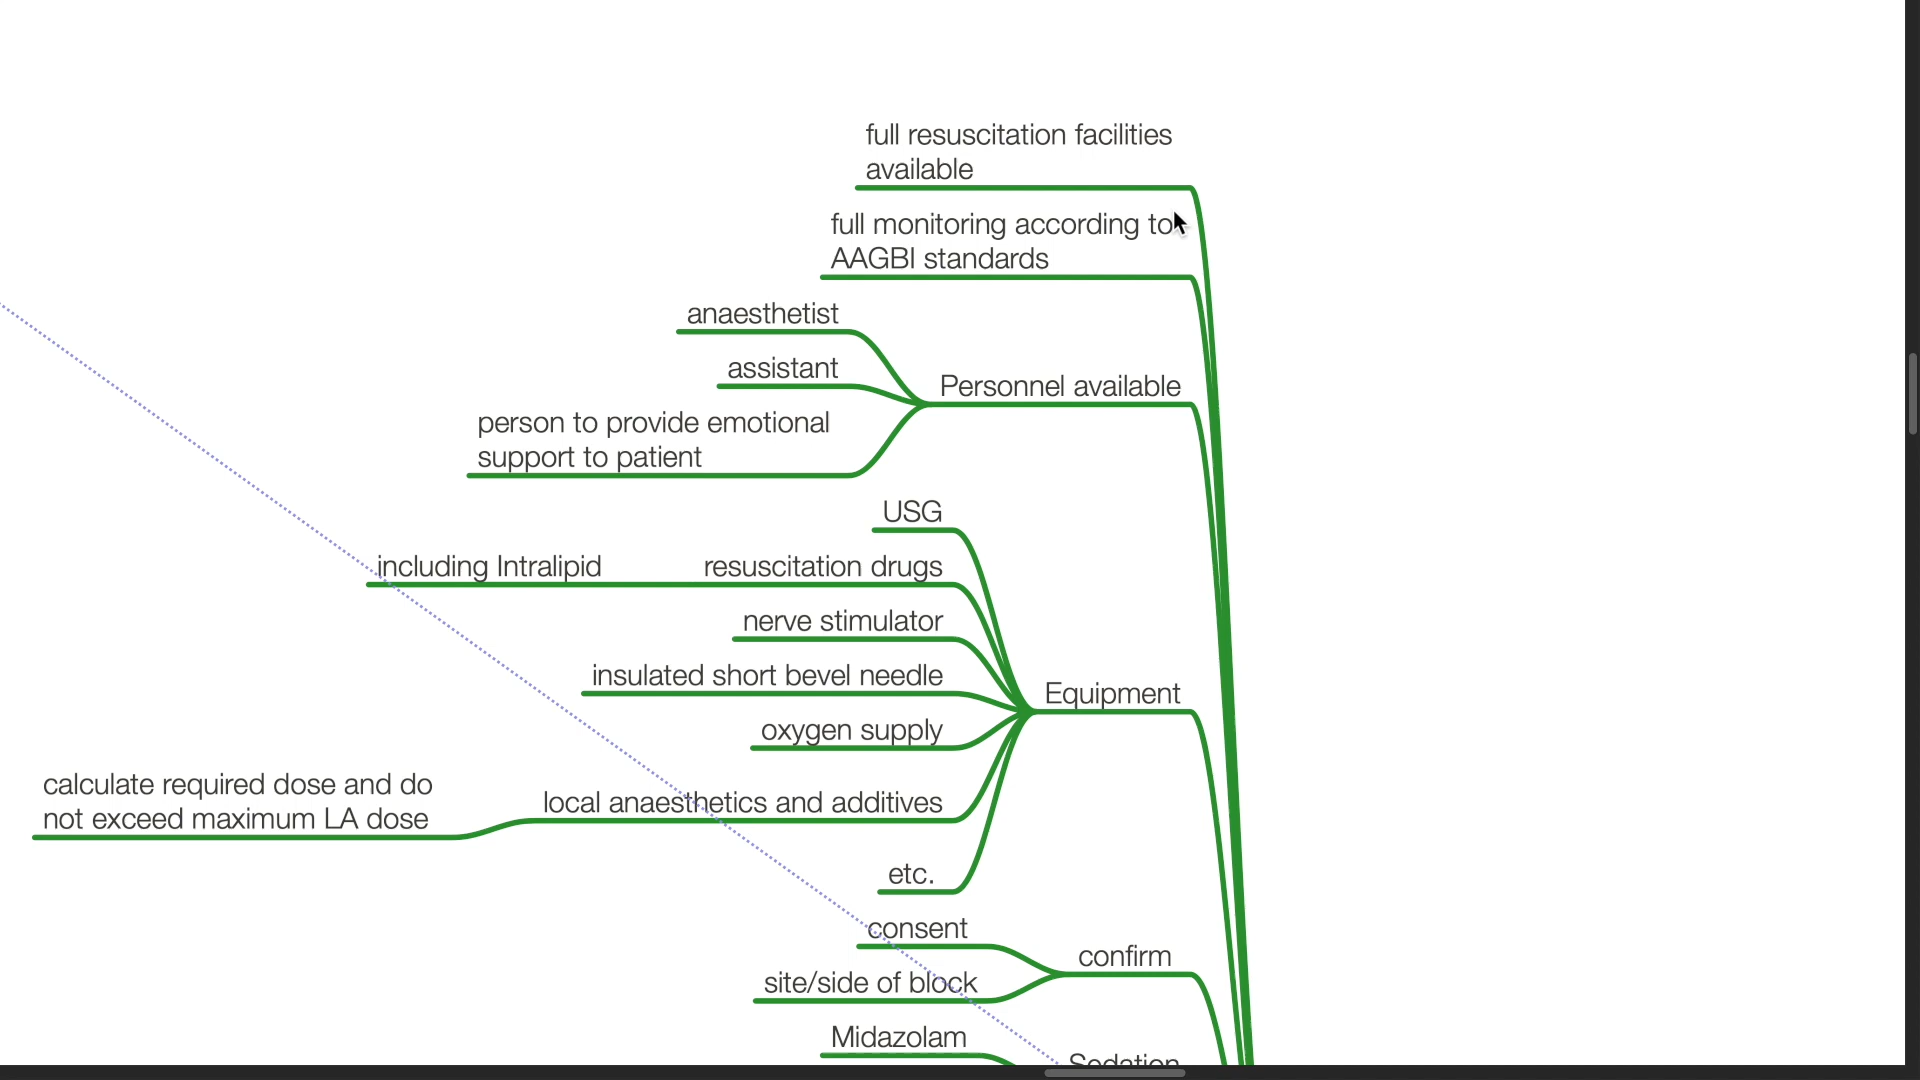 full resuscitation facilities
available
full monitoring according to
AAGBI standards
anaesthetist
assistant
Personnel available
person to provide emotional
support to patient
USG
including Intralipid
resuscitation drugs
nerve stimulator
insulated short bevel needle
Equipment
oxygen supply
calculate required dose and do
not exceed maximum LA dose
local anaesthetics and additives
etc.
consent
confirm
site/side of block
Midazolam
Sedation